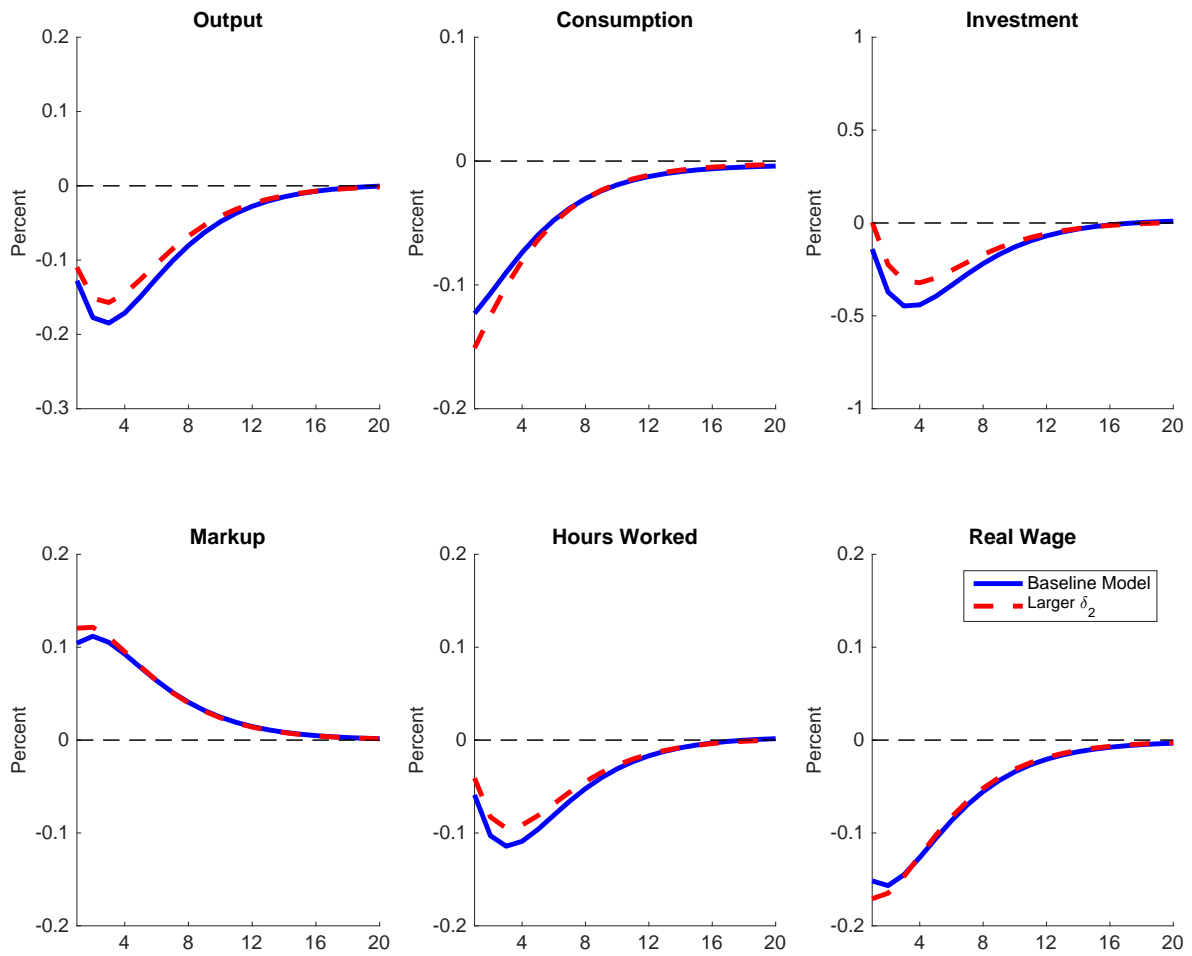 Output
Percent
0.2
0.1
0
-0.1
-0.2
-0.3
4 8 12 16 20
Consumption
Percent
0.1
0
-0.1
-0.2
4 8 12 16 20
Investment
Percent
1
0.5
0
-0.5
-1
4 8 12 16 20
Markup
Percent
0.2
0.1
0
-0.1
-0.2
4 8 12 16 20
Hours Worked
Percent
0.2
0.1
0
-0.1
-0.2
4 8 12 16 20
Real Wage
Percent
0.2
0.1
0
-0.1
-0.2
4 8 12 16 20
Baseline Model
Larger δ₂